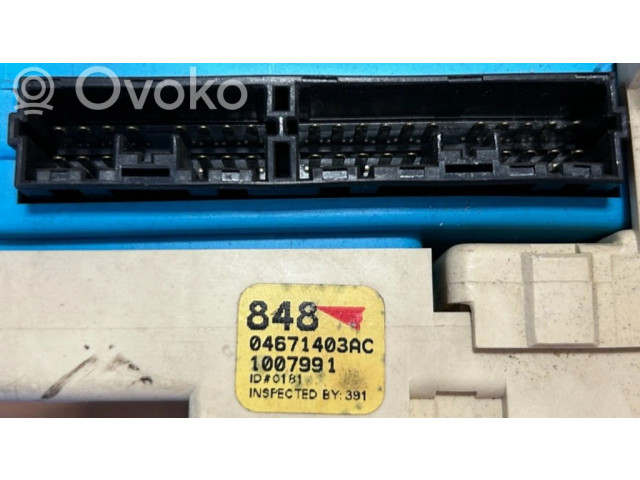 Ovoko
848
04671403AC
1007991
ID#0181
INSPECTED BY: 391